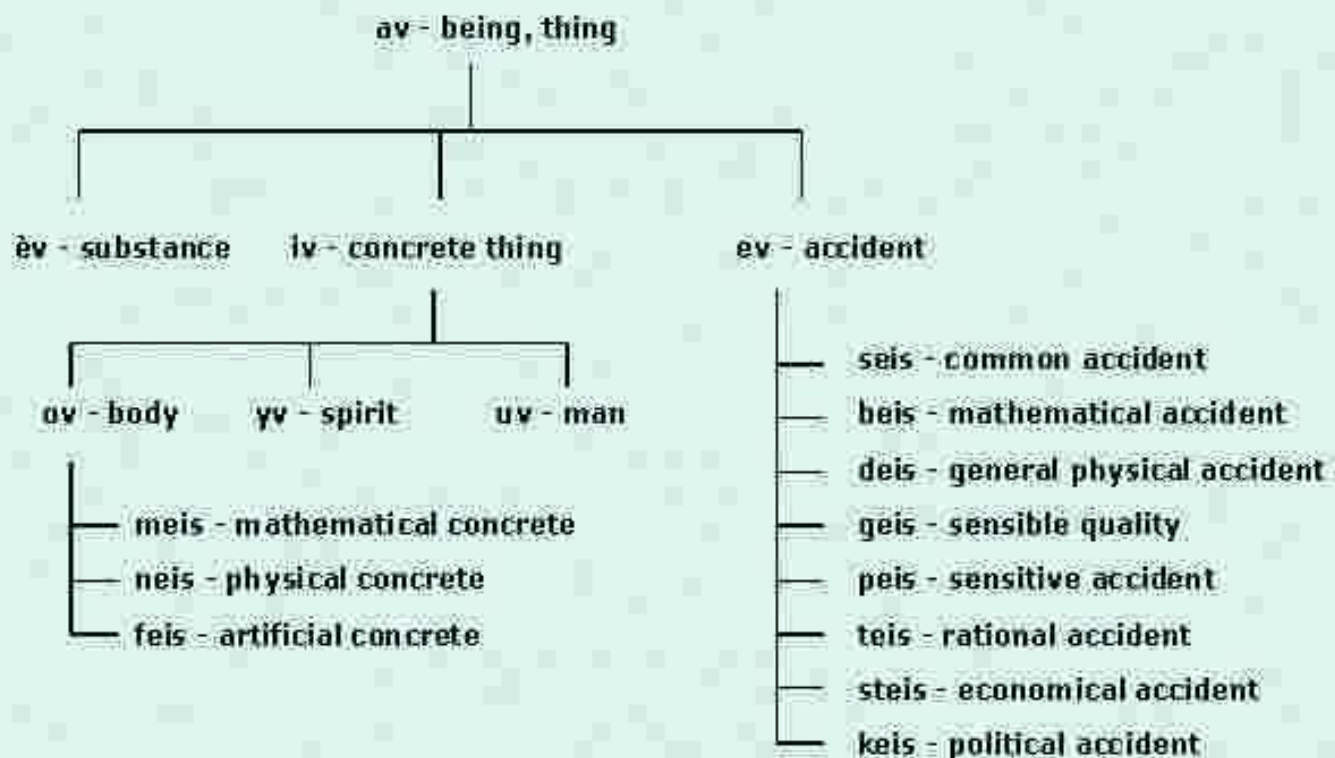 av - being, thing
èv - substance
iv - concrete thing
ev - accident
ov - body
yv - spirit
uv - man
meis - mathematical concrete
neis - physical concrete
feis - artificial concrete
seis - common accident
beis - mathematical accident
deis - general physical accident
geis - sensible quality
peis - sensitive accident
teis - rational accident
steis - economical accident
keis - political accident